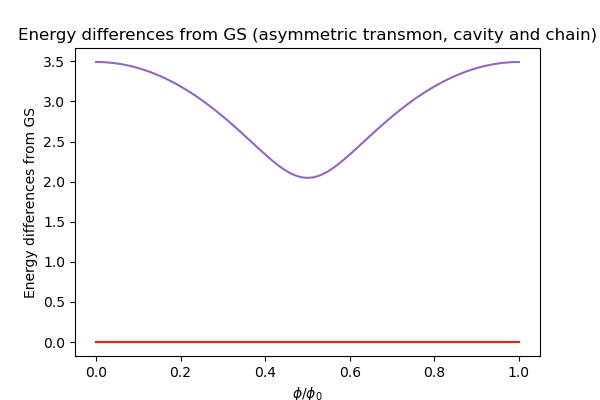 Energy differences from GS (asymmetric transmon, cavity and chain)
Energy differences from GS
3.5
3.0
2.5
2.0
1.5
1.0
0.5
0.0
0.0 0.2 0.4 0.6 0.8 1.0
ϕ/ϕ₀